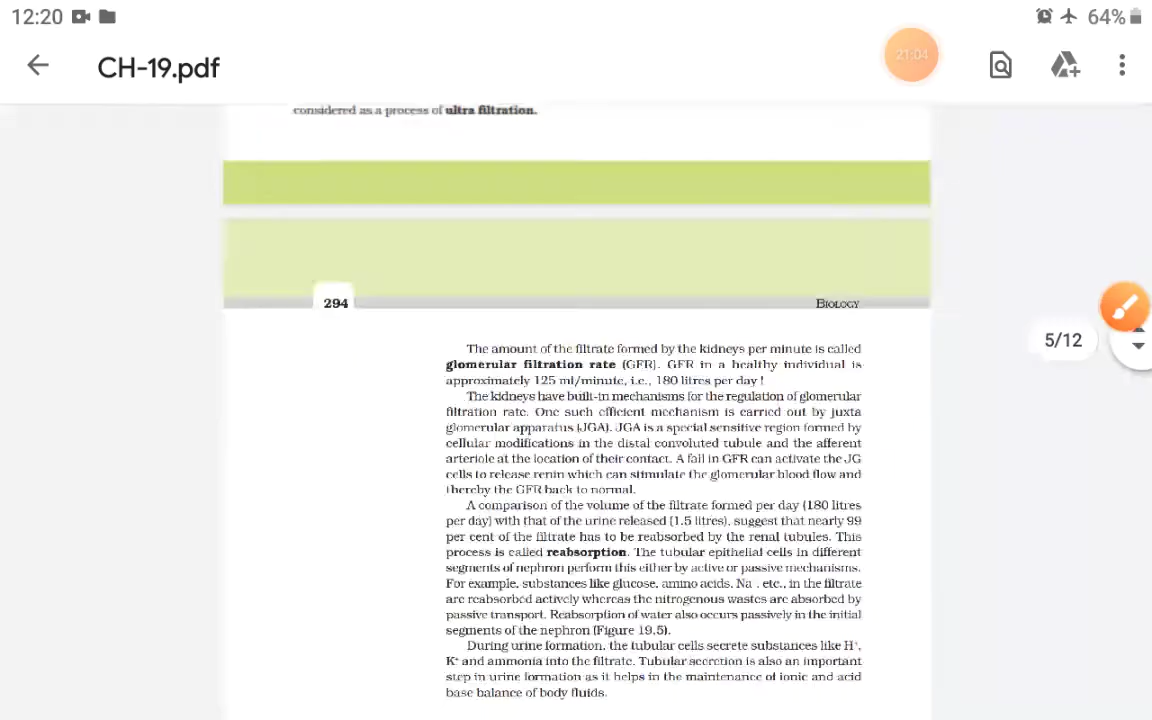 12:20 64%
CH-19.pdf 21:04
considered as a process of ultra filtration.
294 BIOLOGY
5/12
The amount of the filtrate formed by the kidneys per minute is called
glomerular filtration rate (GFR). GFR in a healthy individual is
approximately 125 ml/minute, i.e., 180 litres per day !
The kidneys have built-in mechanisms for the regulation of glomerular
filtration rate. One such efficient mechanism is carried out by juxta
glomerular apparatus (JGA). JGA is a special sensitive region formed by
cellular modifications in the distal convoluted tubule and the afferent
arteriole at the location of their contact. A fall in GFR can activate the JG
cells to release renin which can stimulate the glomerular blood flow and
thereby the GFR back to normal.
A comparison of the volume of the filtrate formed per day (180 litres
per day) with that of the urine released (1.5 litres), suggest that nearly 99
per cent of the filtrate has to be reabsorbed by the renal tubules. This
process is called reabsorption. The tubular epithelial cells in different
segments of nephron perform this either by active or passive mechanisms.
For example, substances like glucose, amino acids, Na , etc., in the filtrate
are reabsorbed actively whereas the nitrogenous wastes are absorbed by
passive transport. Reabsorption of water also occurs passively in the initial
segments of the nephron (Figure 19.5).
During urine formation, the tubular cells secrete substances like H⁺,
K⁺ and ammonia into the filtrate. Tubular secretion is also an important
step in urine formation as it helps in the maintenance of ionic and acid
base balance of body fluids.